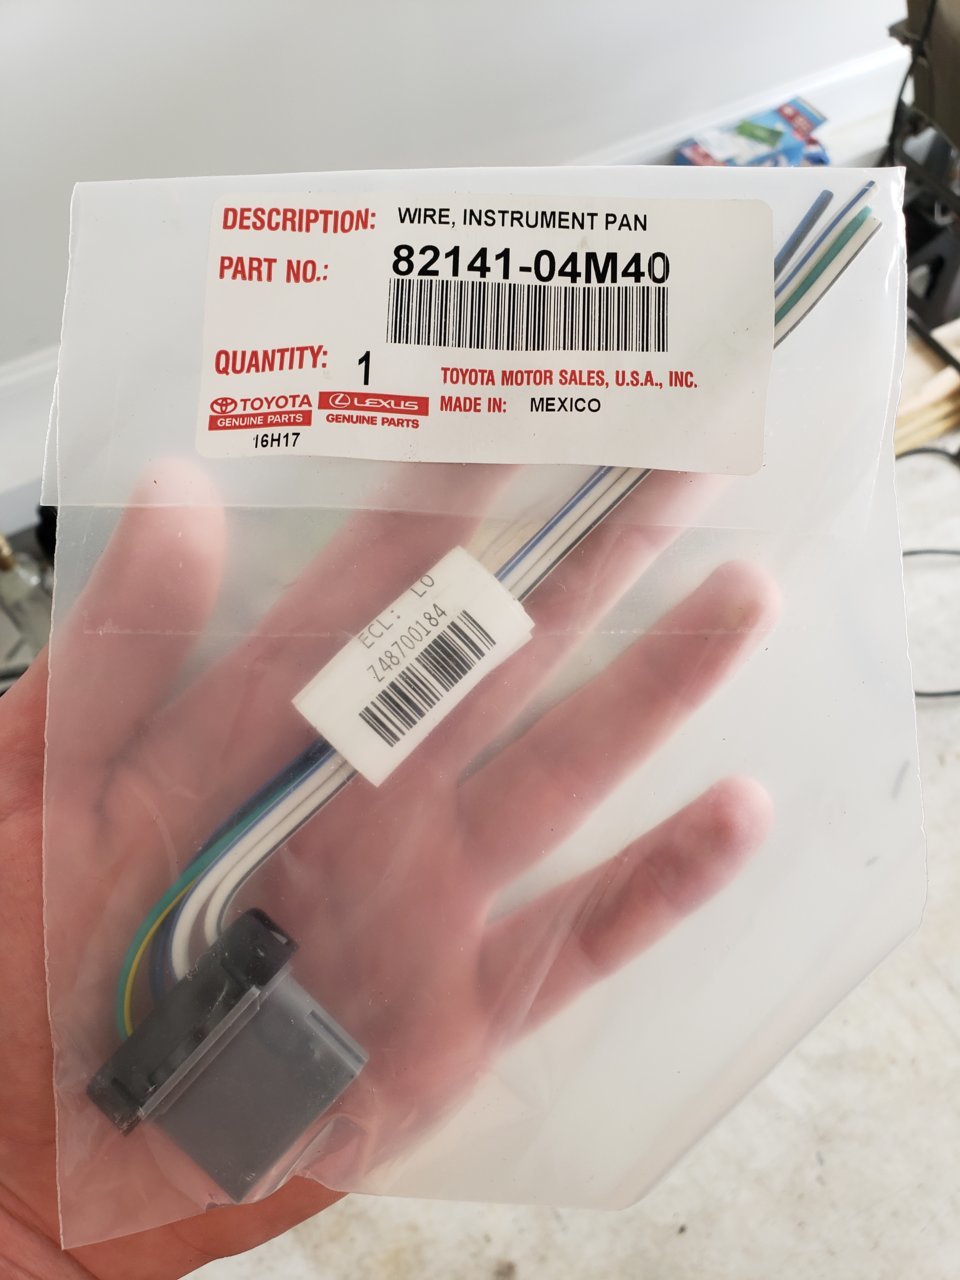 DESCRIPTION: WIRE, INSTRUMENT PAN
PART NO.: 82141-04M40
QUANTITY: 1
TOYOTA MOTOR SALES, U.S.A., INC.
MADE IN: MEXICO
TOYOTA
GENUINE PARTS
LEXUS
GENUINE PARTS
16H17
ECL: LO
Z48700184